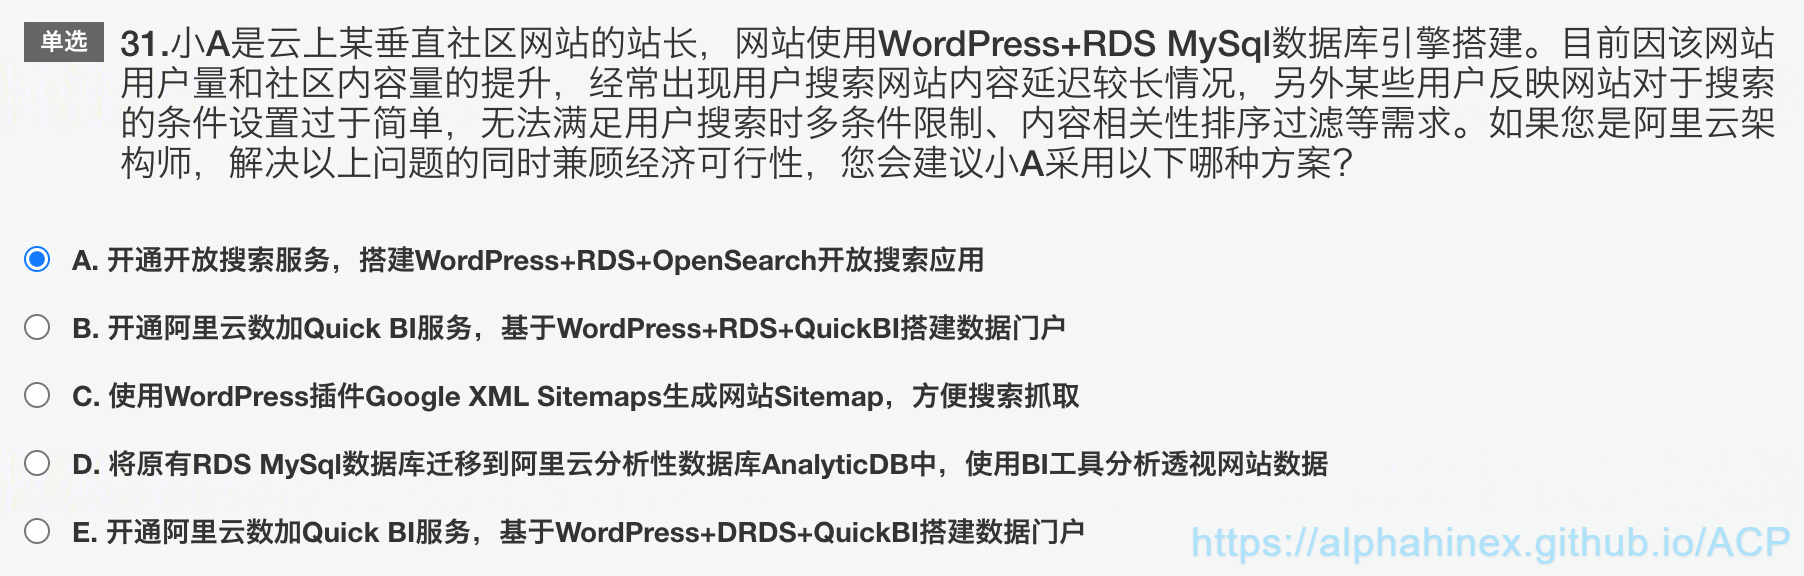 单选 31.小A是云上某垂直社区网站的站长，网站使用WordPress+RDS MySql数据库引擎搭建。目前因该网站
用户量和社区内容量的提升，经常出现用户搜索网站内容延迟较长情况，另外某些用户反映网站对于搜索
的条件设置过于简单，无法满足用户搜索时多条件限制、内容相关性排序过滤等需求。如果您是阿里云架
构师，解决以上问题的同时兼顾经济可行性，您会建议小A采用以下哪种方案？
A. 开通开放搜索服务，搭建WordPress+RDS+OpenSearch开放搜索应用
B. 开通阿里云数加Quick BI服务，基于WordPress+RDS+QuickBI搭建数据门户
C. 使用WordPress插件Google XML Sitemaps生成网站Sitemap，方便搜索抓取
D. 将原有RDS MySql数据库迁移到阿里云分析性数据库AnalyticDB中，使用BI工具分析透视网站数据
E. 开通阿里云数加Quick BI服务，基于WordPress+DRDS+QuickBI搭建数据门户
https://alphahinex.github.io/ACP